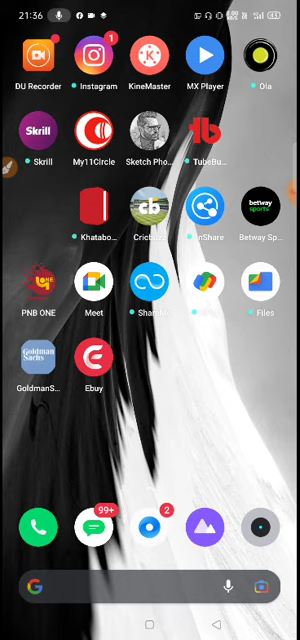 21:36
DU Recorder
Instagram
1
KineMaster
MX Player
Ola
Skrill
Skrill
My11Circle
Sketch Pho...
TubeBu...
Khatabo...
cb
Cricbuzz
InShare
betway
sports
Betway Sp...
PNB ONE
Meet
Files
Goldman
Sachs
GoldmanS...
Ebuy
99+
2